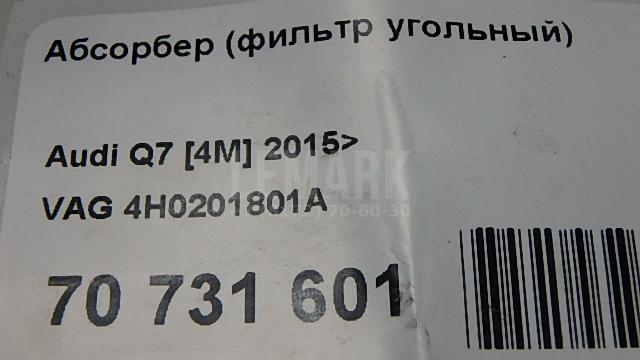 Абсорбер (фильтр угольный)
Audi Q7 [4M] 2015>
VAG 4H0201801A
70 731 601